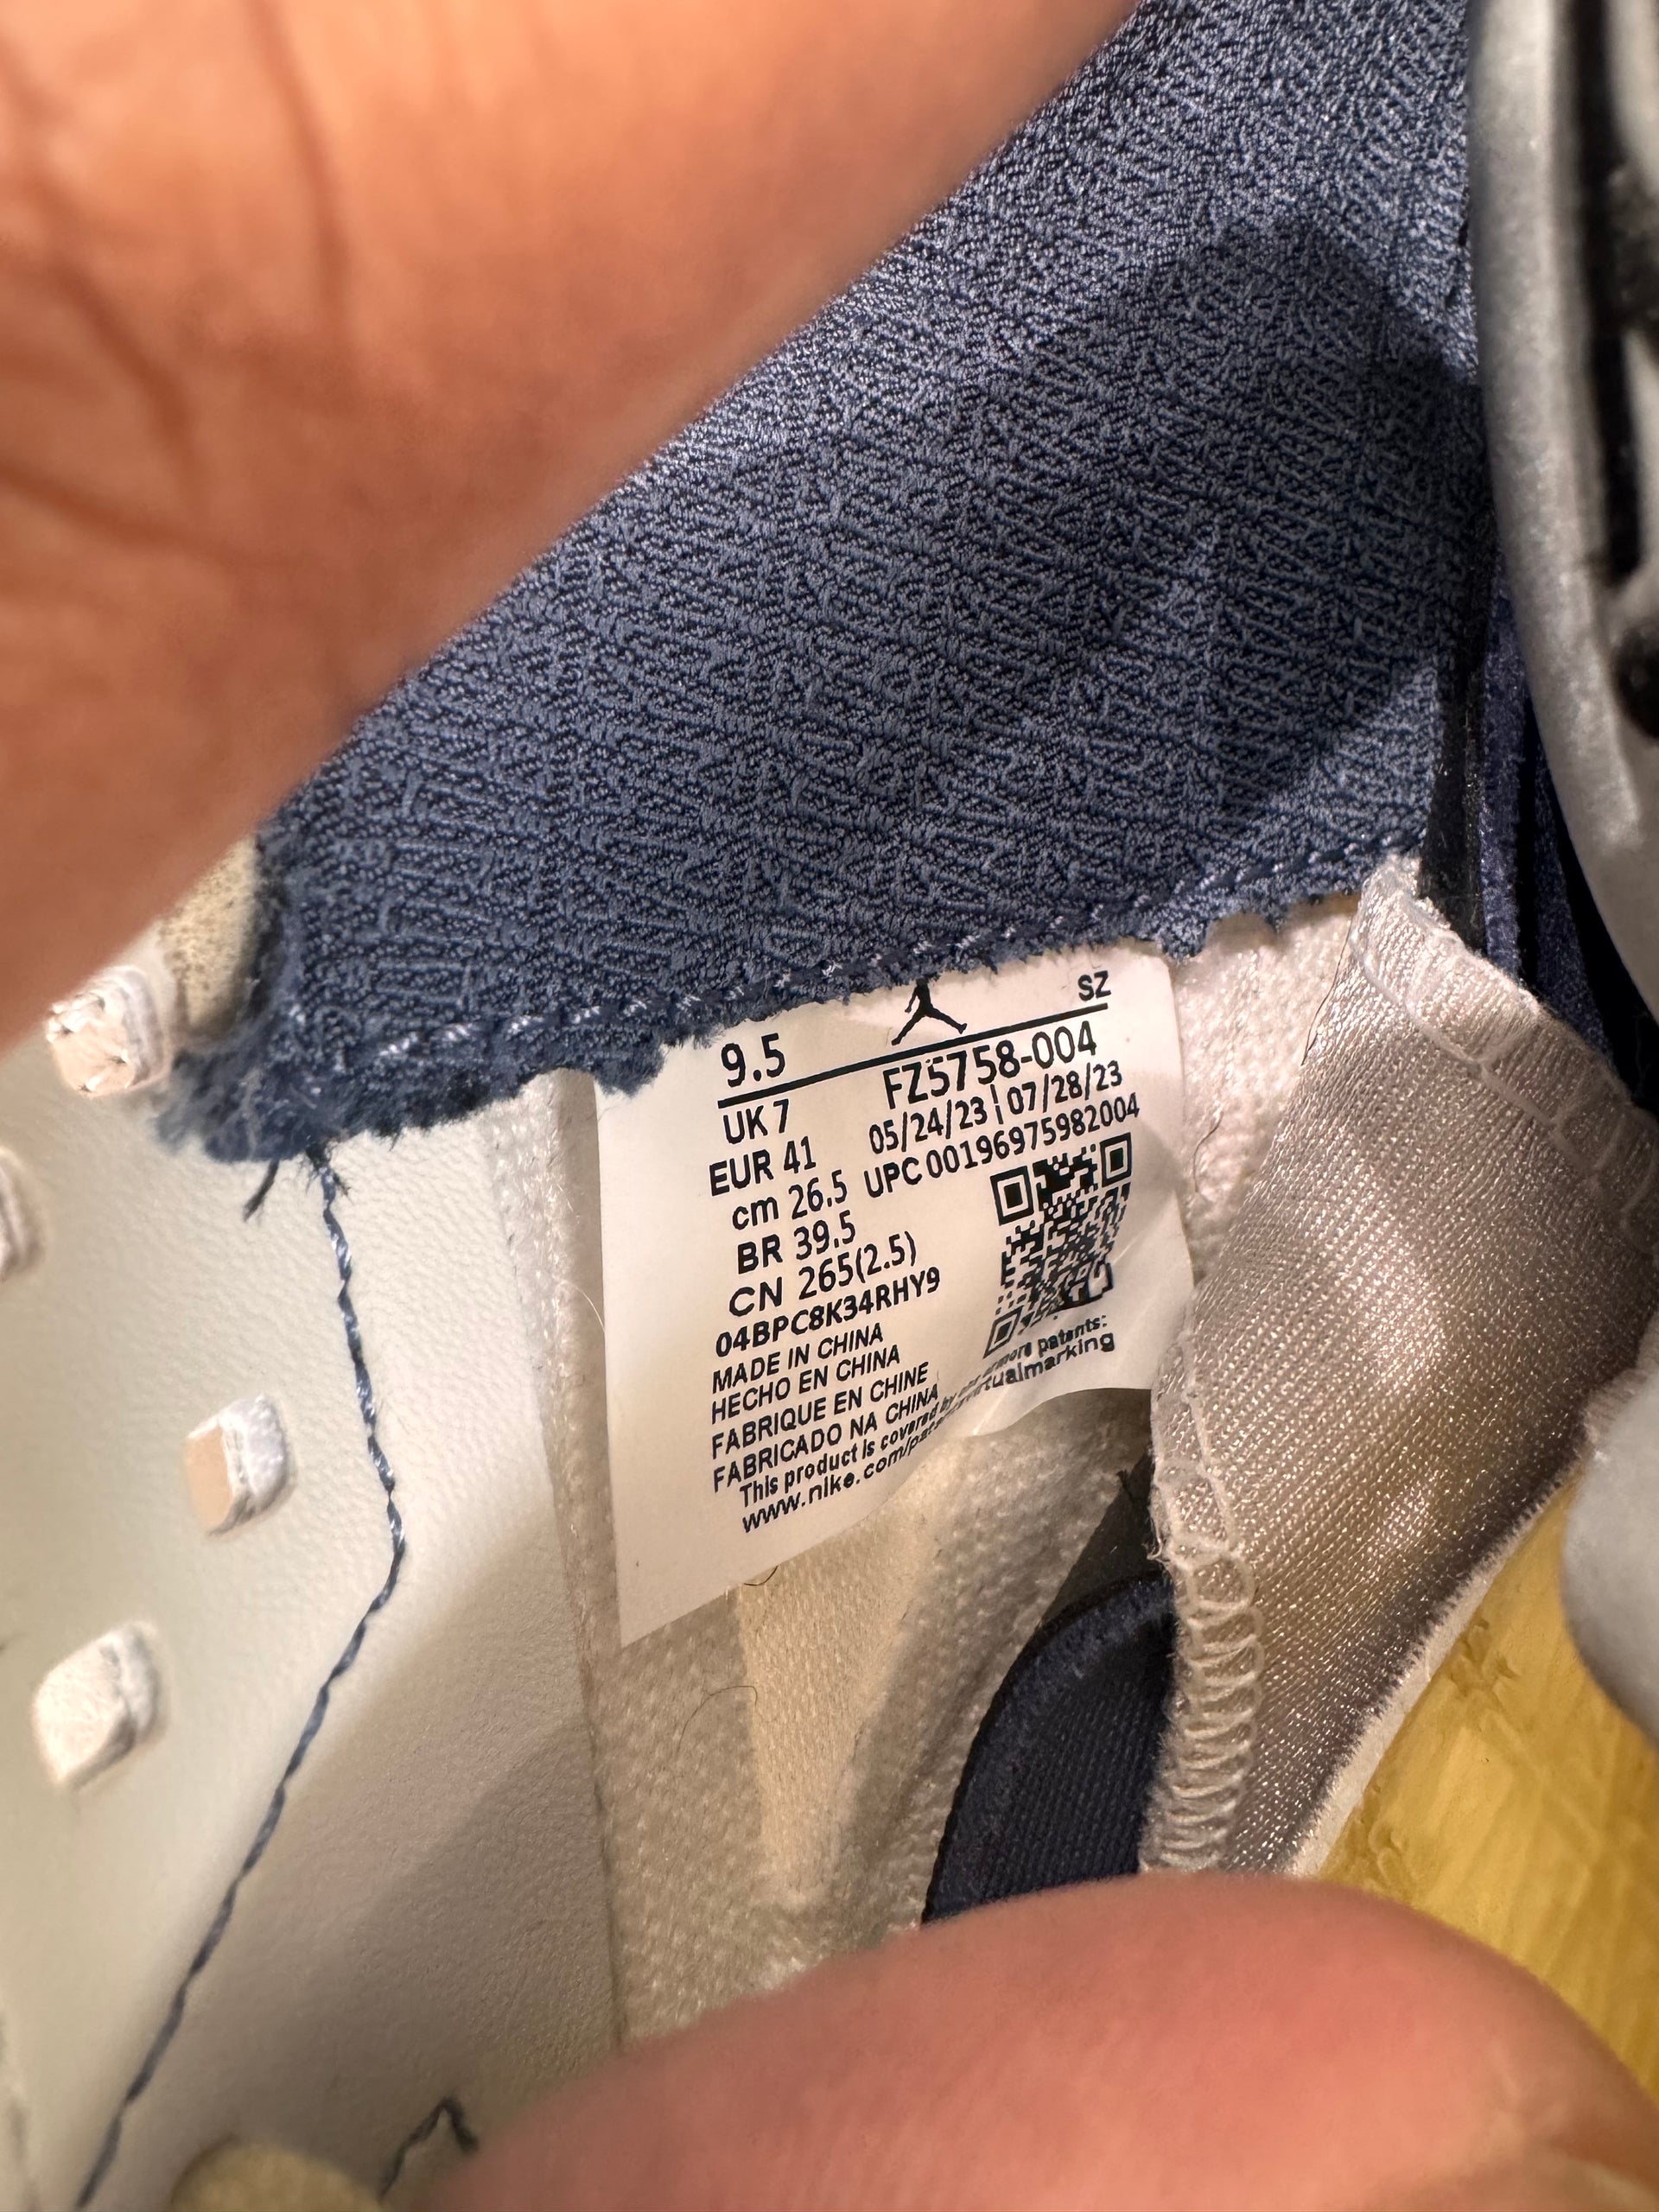 9.5 SZ
UK 7 FZ5758-004
EUR 41 05/24/23 | 07/28/23
cm 26.5 UPC 00196975982004
BR 39.5
CN 265(2.5)
04BPC8K34RHY9
MADE IN CHINA
HECHO EN CHINA
FABRIQUE EN CHINE
FABRICADO NA CHINA
This product is covered by more patents:
www.nike.com/